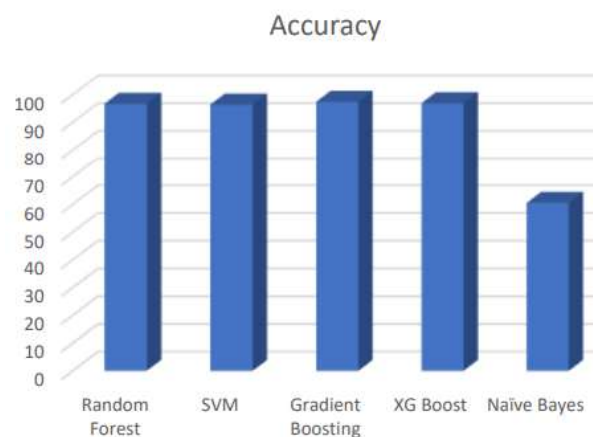 Accuracy
100
90
80
70
60
50
40
30
20
10
0
Random
Forest
SVM
Gradient
Boosting
XG Boost
Naïve Bayes